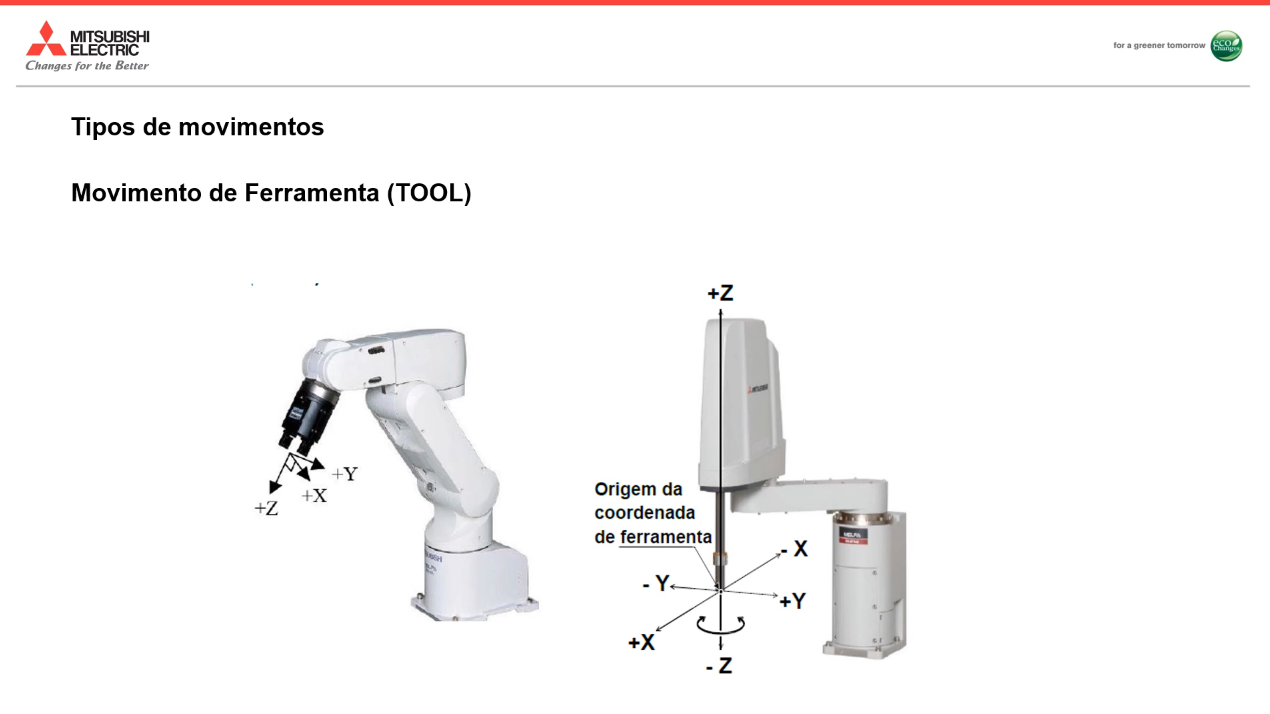 MITSUBISHI
ELECTRIC
Changes for the Better
for a greener tomorrow
eco
Changes
Tipos de movimentos
Movimento de Ferramenta (TOOL)
+Z
+Y
+X
+Z
Origem da
coordenada
de ferramenta
- X
- Y
+Y
+X
- Z
MELFA